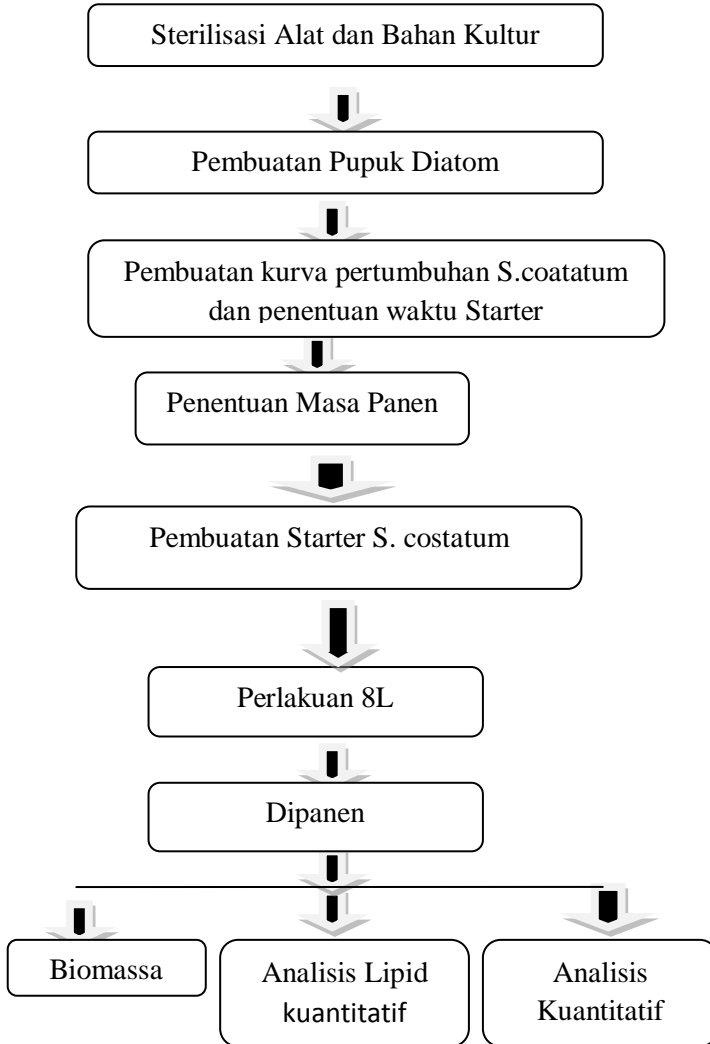 Sterilisasi Alat dan Bahan Kultur
Pembuatan Pupuk Diatom
Pembuatan kurva pertumbuhan S.coatatum
dan penentuan waktu Starter
Penentuan Masa Panen
Pembuatan Starter S. costatum
Perlakuan 8L
Dipanen
Biomassa
Analisis Lipid
kuantitatif
Analisis
Kuantitatif